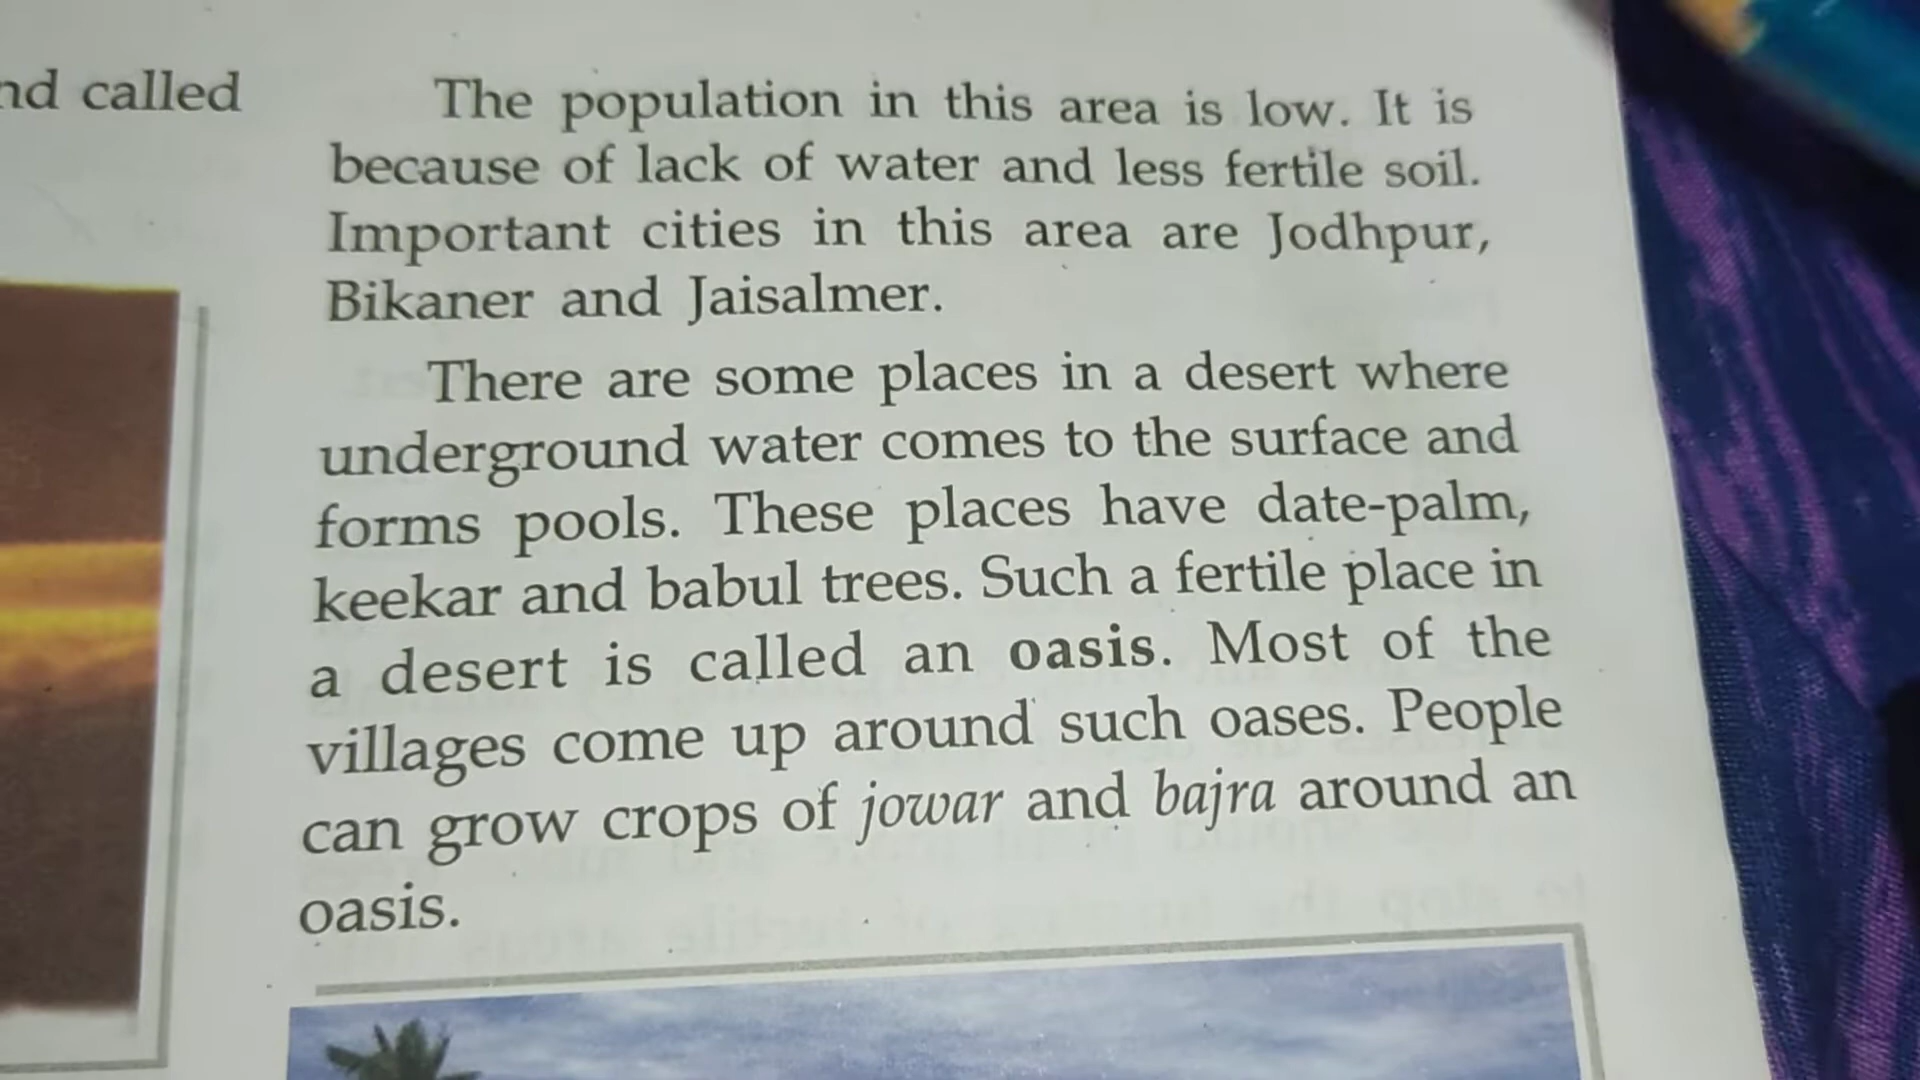 nd called
The population in this area is low. It is
because of lack of water and less fertile soil.
Important cities in this area are Jodhpur,
Bikaner and Jaisalmer.
There are some places in a desert where
underground water comes to the surface and
forms pools. These places have date-palm,
keekar and babul trees. Such a fertile place in
a desert is called an oasis. Most of the
villages come up around such oases. People
can grow crops of jowar and bajra around an
oasis.